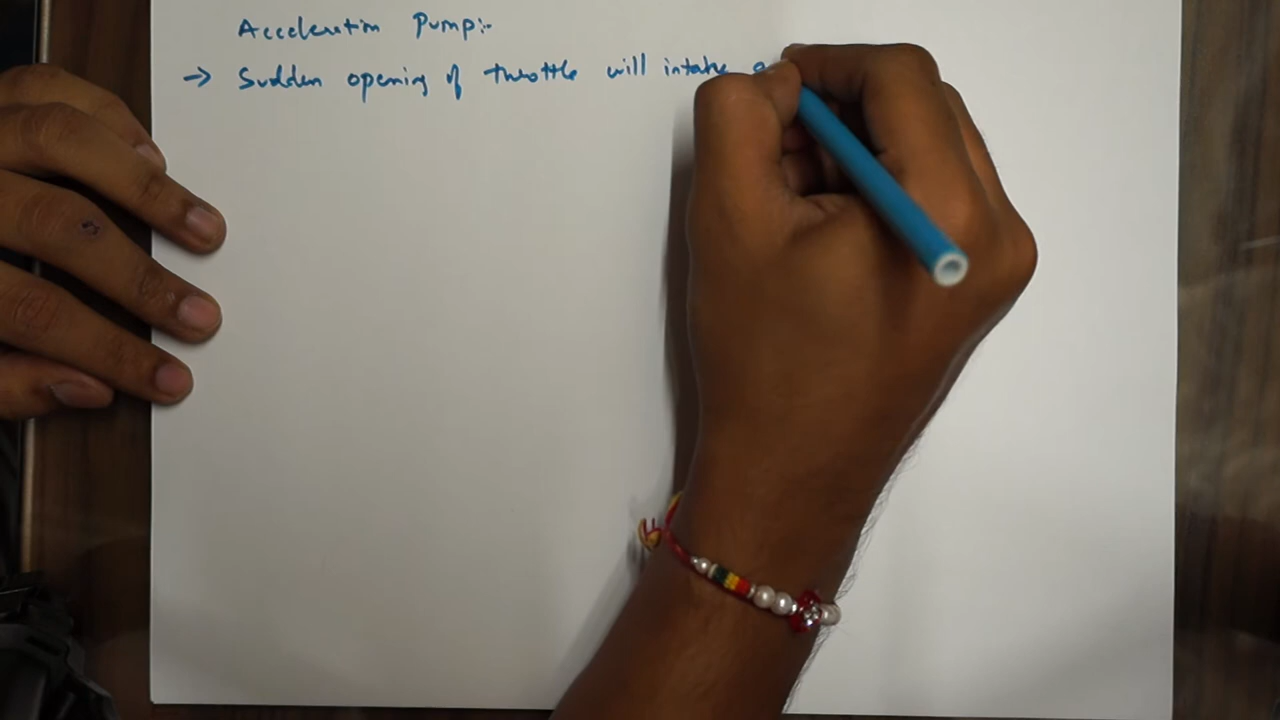 Acceleration Pump:-
→ Sudden opening of throttle will intake